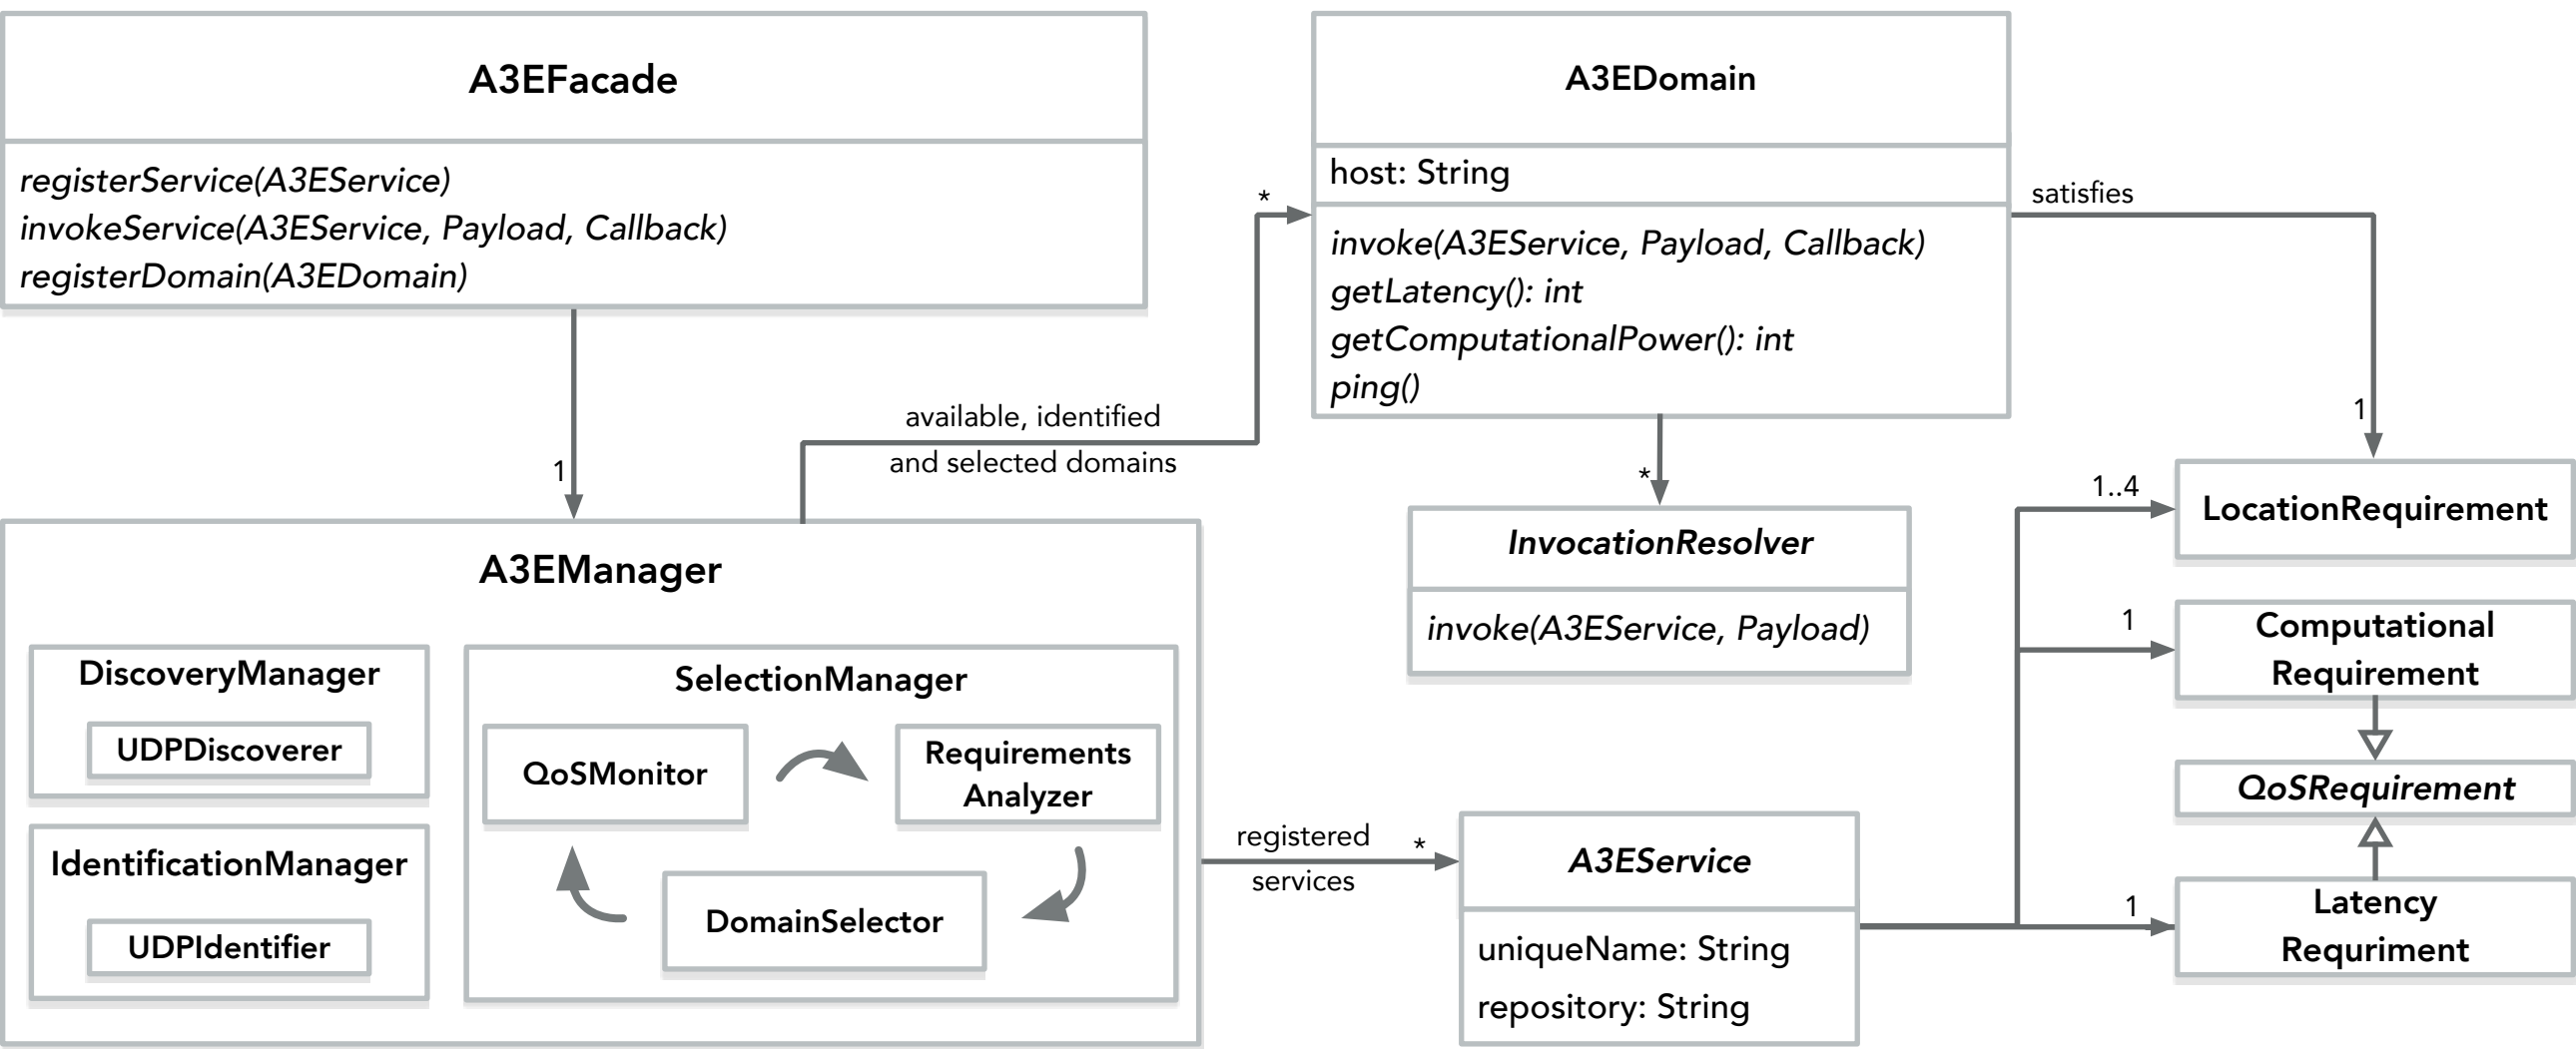 A3EFacade
registerService(A3EService)
invokeService(A3EService, Payload, Callback)
registerDomain(A3EDomain)
1
available, identified
and selected domains
*
A3EDomain
host: String
invoke(A3EService, Payload, Callback)
getLatency(): int
getComputationalPower(): int
ping()
satisfies
1
*
InvocationResolver
invoke(A3EService, Payload)
A3EManager
DiscoveryManager
UDPDiscoverer
IdentificationManager
UDPIdentifier
SelectionManager
QoSMonitor
Requirements
Analyzer
DomainSelector
registered
services
*
A3EService
uniqueName: String
repository: String
1..4
LocationRequirement
1
Computational
Requirement
QoSRequirement
1
Latency
Requriment